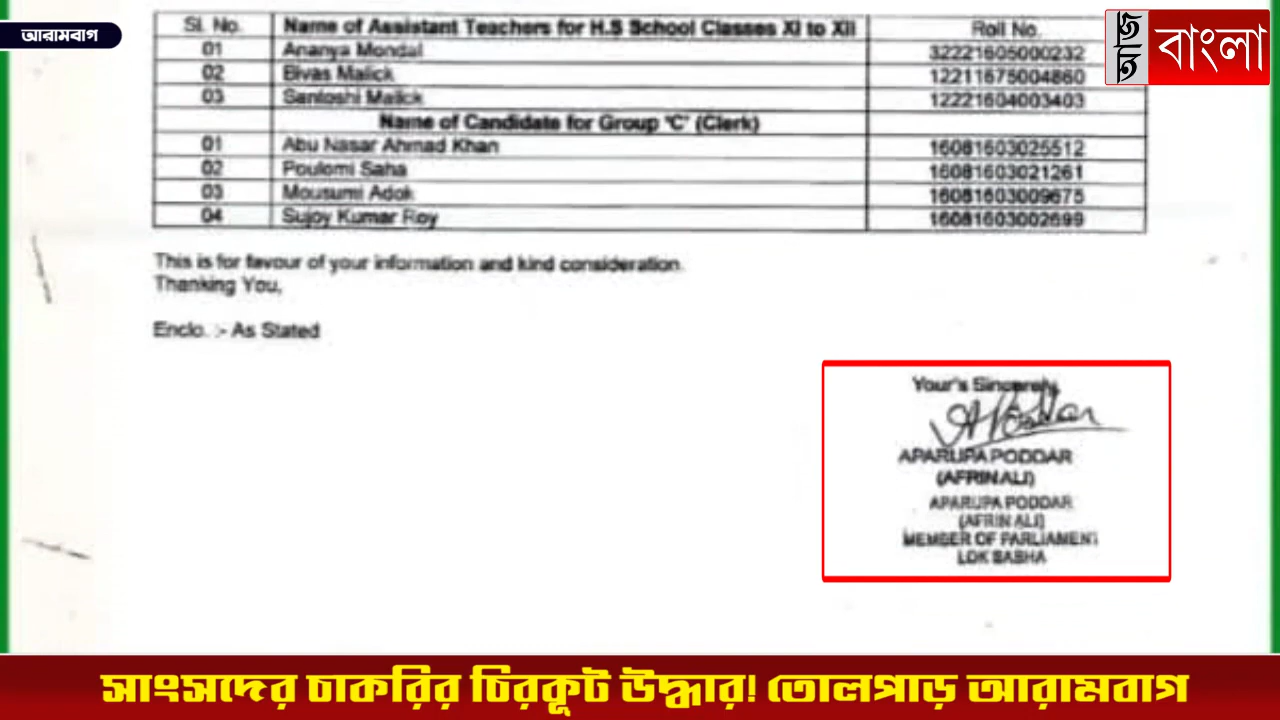 আরামবাগ
আজ বাংলা
Sl. No. Name of Assistant Teachers for H.S School Classes XI to XII Roll No.
01 Ananya Mondal 32221605000232
02 Bivas Malick 12211675004860
03 Santoshi Malick 12221604003403
Name of Candidate for Group 'C' (Clerk)
01 Abu Nasar Ahmad Khan 16081603025512
02 Poulomi Saha 16081603021261
03 Mousumi Adok 16081603009675
04 Sujoy Kumar Roy 16081603002699
This is for favour of your information and kind consideration.
Thanking You,
Enclo. :- As Stated
Your's Sincerely,
APoddar
APARUPA PODDAR
(AFRIN ALI)
APARUPA PODDAR
(AFRIN ALI)
MEMBER OF PARLIAMENT
LOK SABHA
সাংসদের চাকরির চিরকূট উদ্ধার! তোলপাড় আরামবাগ